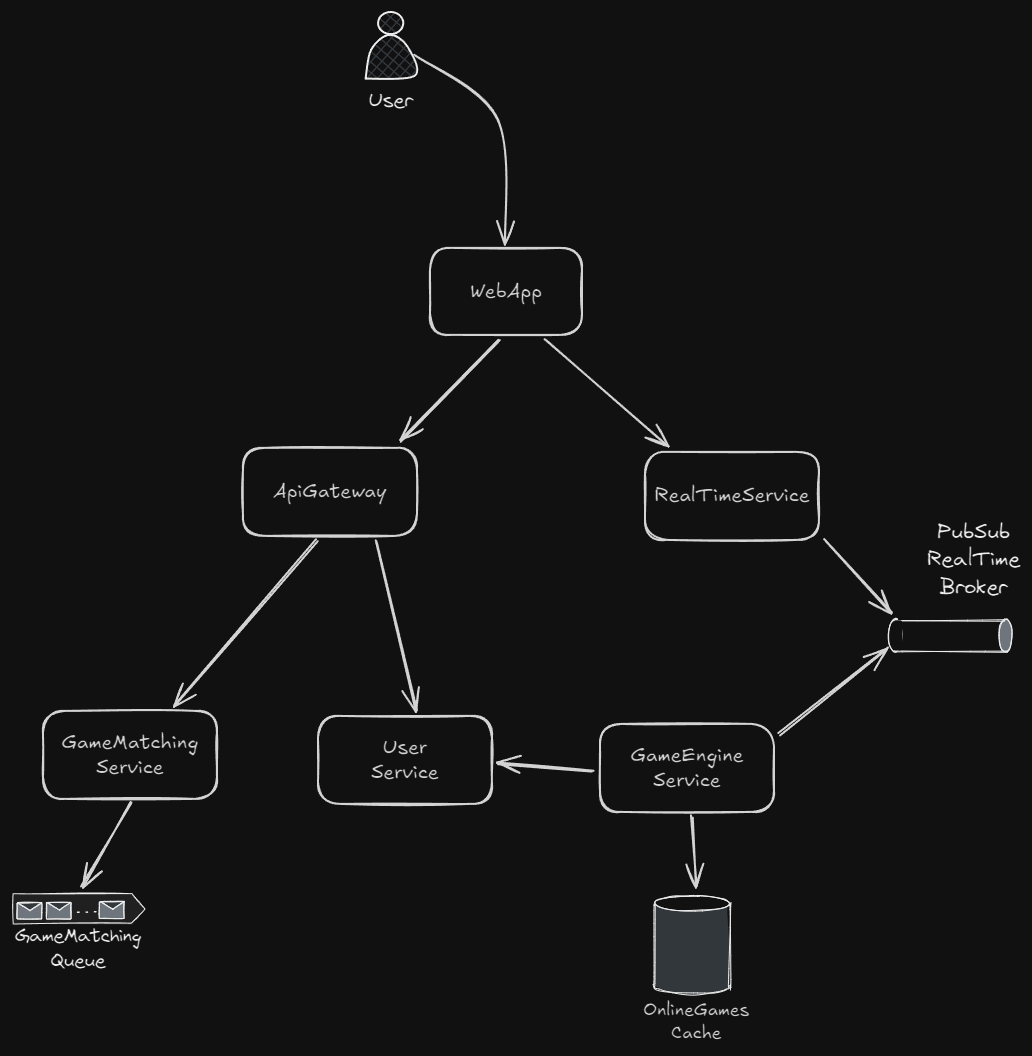 User
WebApp
ApiGateway
RealTimeService
PubSub
RealTime
Broker
GameMatching
Service
User
Service
GameEngine
Service
GameMatching
Queue
OnlineGames
Cache